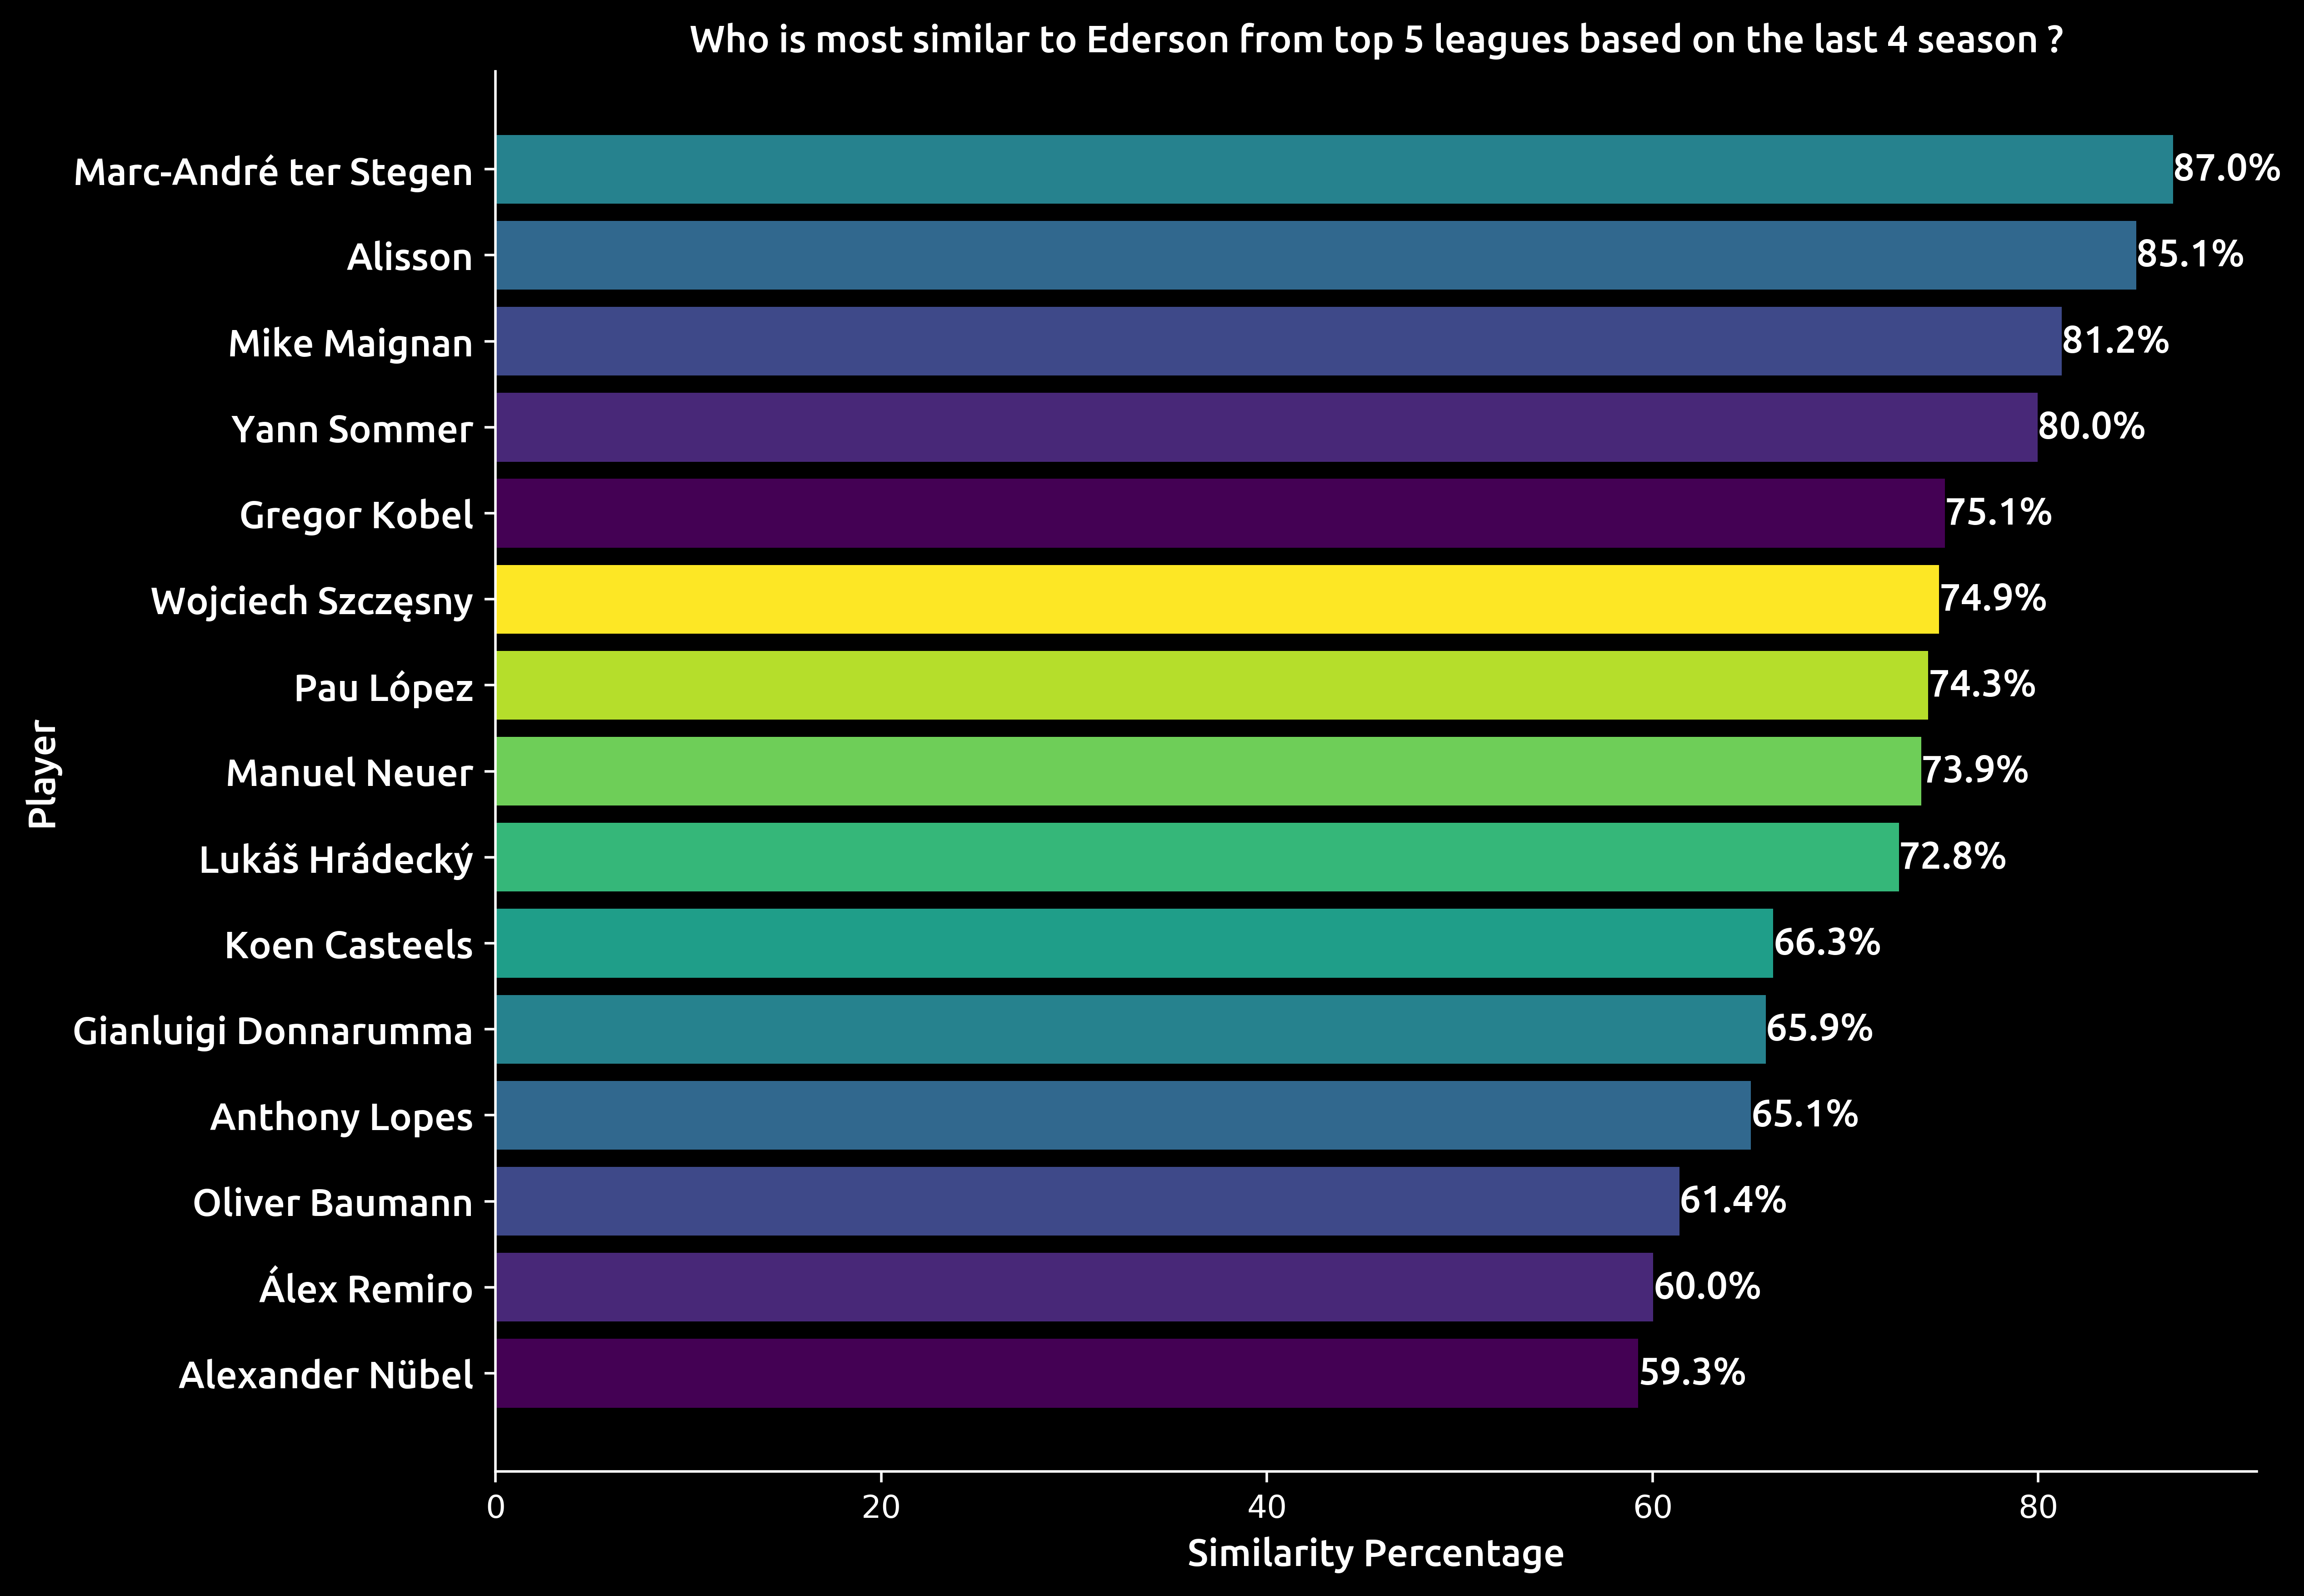 Who is most similar to Ederson from top 5 leagues based on the last 4 season ?
Marc-André ter Stegen 87.0%
Alisson 85.1%
Mike Maignan 81.2%
Yann Sommer 80.0%
Gregor Kobel 75.1%
Wojciech Szczęsny 74.9%
Pau López 74.3%
Manuel Neuer 73.9%
Lukáš Hrádecký 72.8%
Koen Casteels 66.3%
Gianluigi Donnarumma 65.9%
Anthony Lopes 65.1%
Oliver Baumann 61.4%
Álex Remiro 60.0%
Alexander Nübel 59.3%
Player
0 20 40 60 80
Similarity Percentage